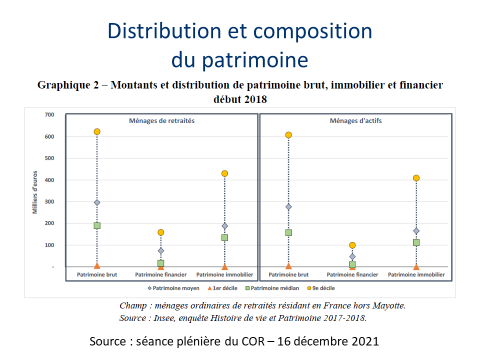 Distribution et composition
du patrimoine
Graphique 2 – Montants et distribution de patrimoine brut, immobilier et financier
début 2018
700
600
500
400
300
200
100
-
Milliers d'euros
Ménages de retraités
Ménages d'actifs
Patrimoine brut
Patrimoine financier
Patrimoine immobilier
Patrimoine brut
Patrimoine financier
Patrimoine immobilier
Patrimoine moyen
1er décile
Patrimoine médian
9e décile
Champ : ménages ordinaires de retraités résidant en France hors Mayotte.
Source : Insee, enquête Histoire de vie et Patrimoine 2017-2018.
Source : séance plénière du COR – 16 décembre 2021